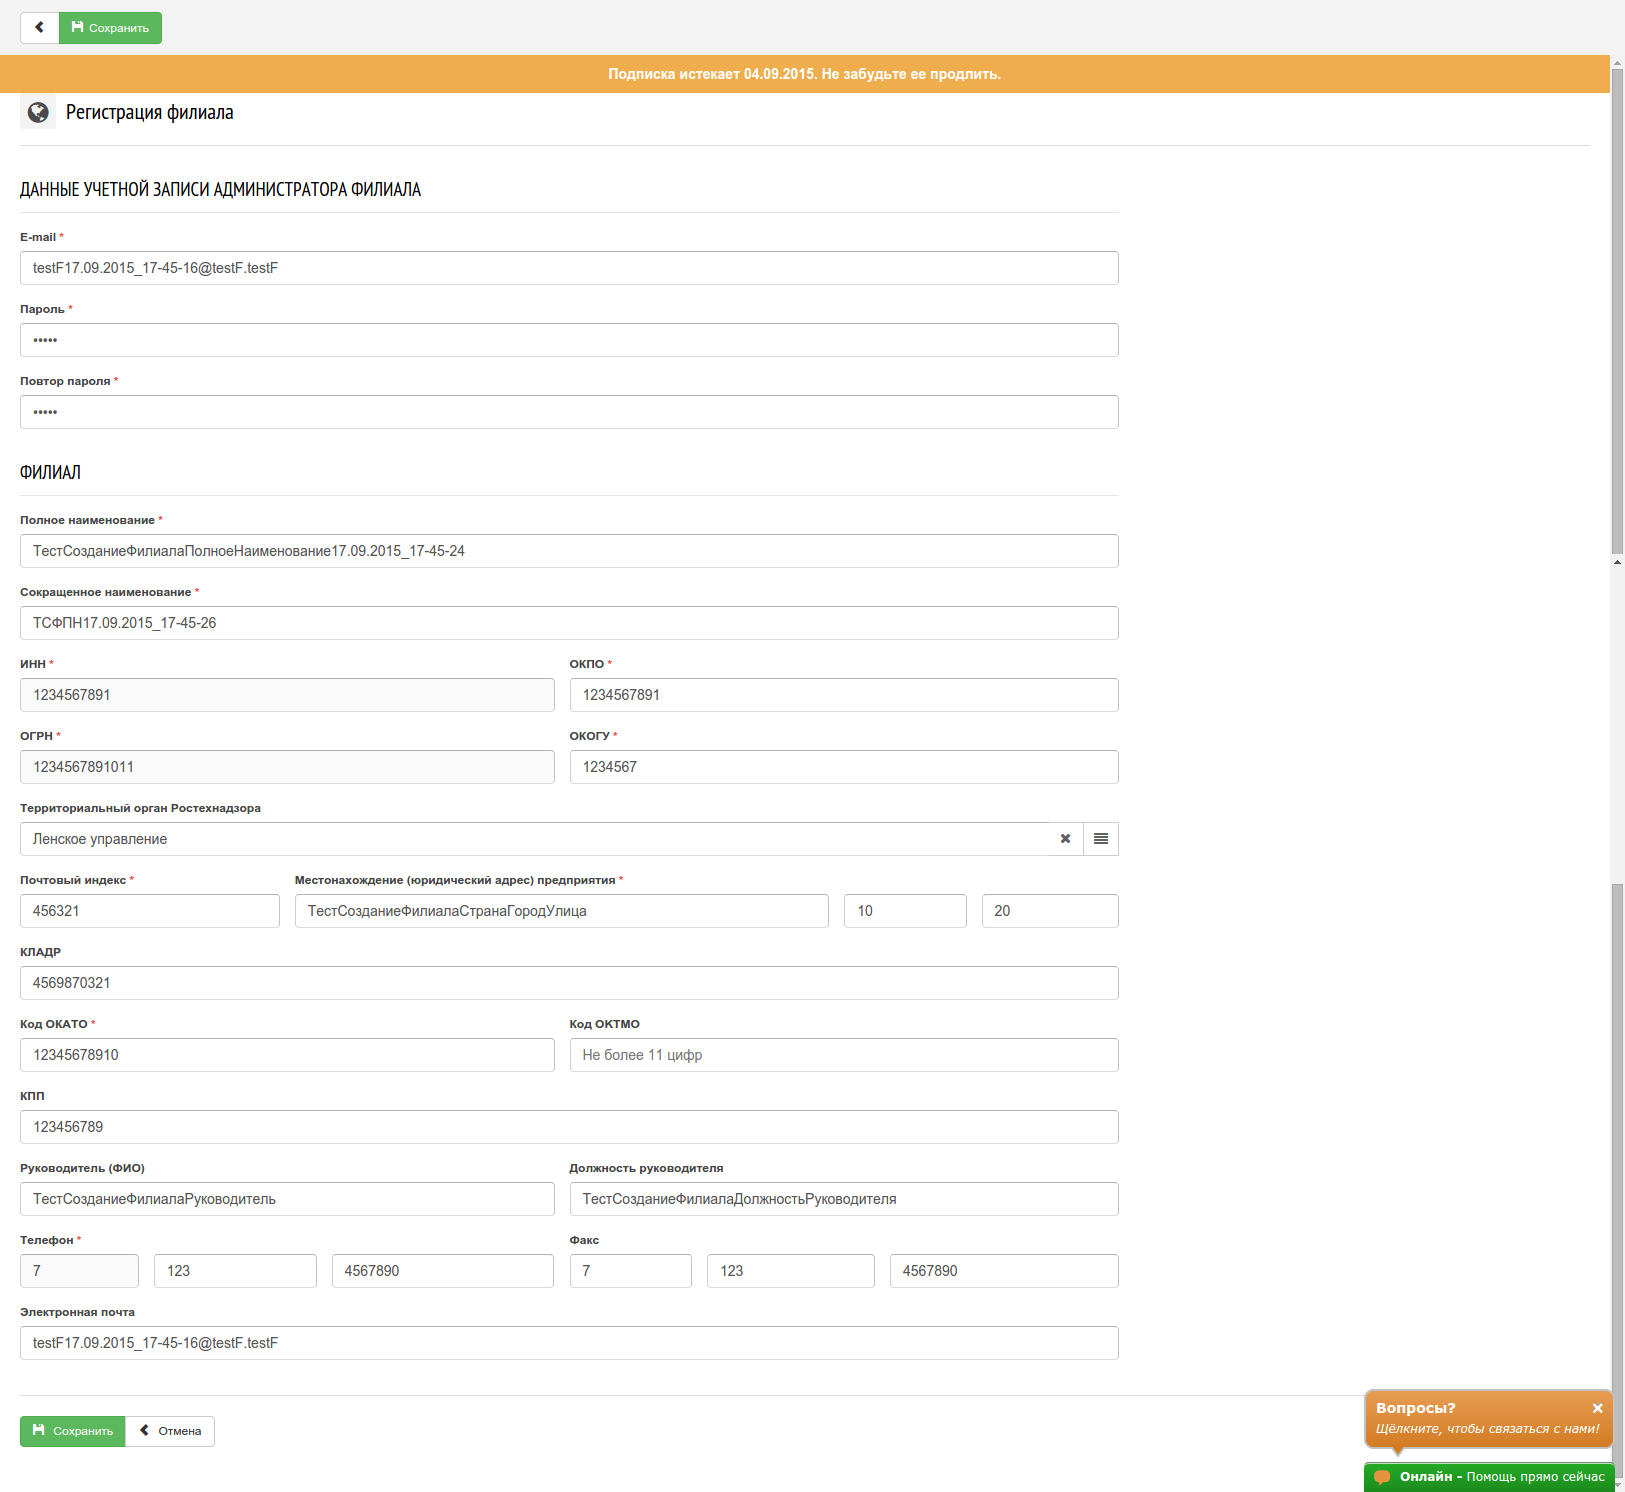 Сохранить
Подписка истекает 04.09.2015. Не забудьте ее продлить.
Регистрация филиала
ДАННЫЕ УЧЕТНОЙ ЗАПИСИ АДМИНИСТРАТОРА ФИЛИАЛА
E-mail *
testF17.09.2015_17-45-16@testF.testF
Пароль *
•••••
Повтор пароля *
•••••
ФИЛИАЛ
Полное наименование *
ТестСозданиеФилиалаПолноеНаименование17.09.2015_17-45-24
Сокращенное наименование *
ТСФПН17.09.2015_17-45-26
ИНН * ОКПО *
1234567891 1234567891
ОГРН * ОКОГУ *
1234567891011 1234567
Территориальный орган Ростехнадзора
Ленское управление
Почтовый индекс * Местонахождение (юридический адрес) предприятия *
456321 ТестСозданиеФилиалаСтранаГородУлица 10 20
КЛАДР
4569870321
Код ОКАТО * Код ОКТМО
12345678910 Не более 11 цифр
КПП
123456789
Руководитель (ФИО) Должность руководителя
ТестСозданиеФилиалаРуководитель ТестСозданиеФилиалаДолжностьРуководителя
Телефон * Факс
7 123 4567890 7 123 4567890
Электронная почта
testF17.09.2015_17-45-16@testF.testF
Сохранить Отмена
Вопросы?
Щёлкните, чтобы связаться с нами!
Онлайн - Помощь прямо сейчас